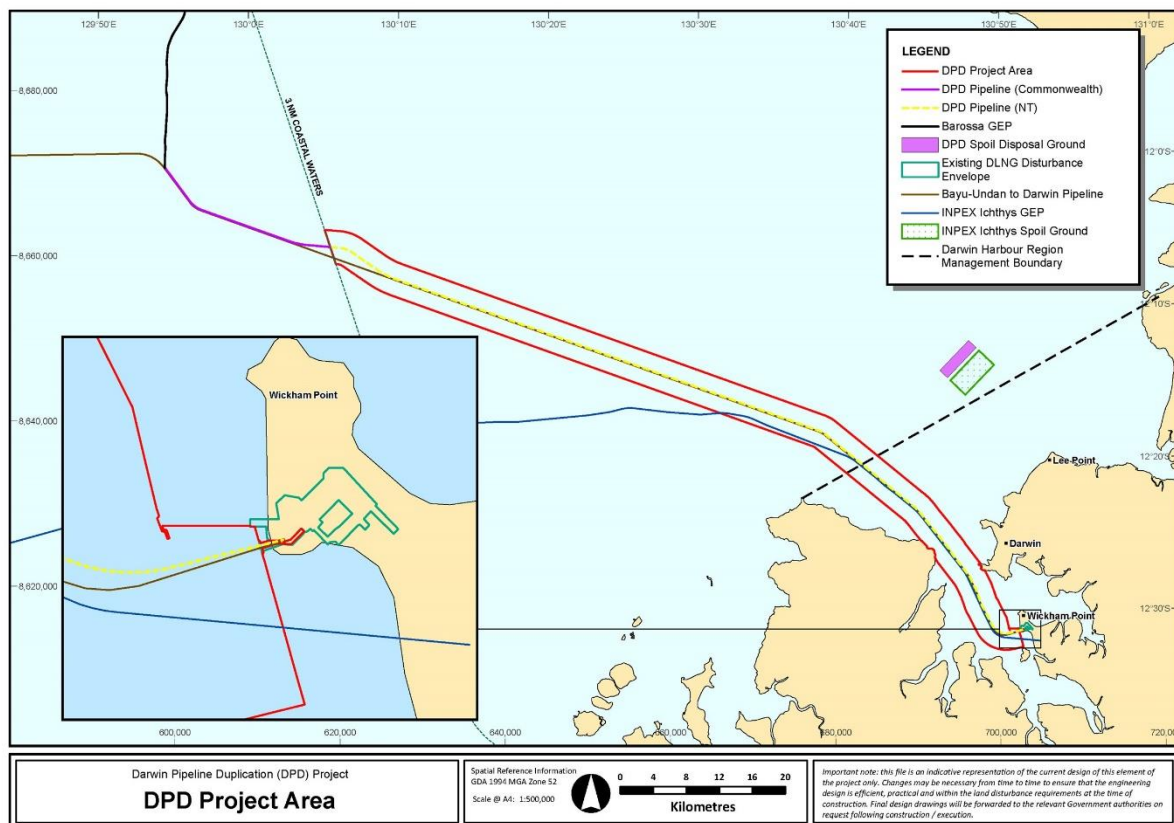 129°50'E
130°0'E
130°10'E
130°20'E
130°30'E
130°40'E
130°50'E
131°0'E
LEGEND
DPD Project Area
DPD Pipeline (Commonwealth)
DPD Pipeline (NT)
Barossa GEP
DPD Spoil Disposal Ground
Existing DLNG Disturbance
Envelope
Bayu-Undan to Darwin Pipeline
INPEX Ichthys GEP
INPEX Ichthys Spoil Ground
Darwin Harbour Region
Management Boundary
8,680,000
3 NM COASTAL WATERS
12°0'S
8,660,000
12°10'S
Wickham Point
8,640,000
12°20'S
Lee Point
Darwin
8,620,000
12°30'S
Wickham Point
600,000
620,000
640,000
680,000
700,000
Darwin Pipeline Duplication (DPD) Project
DPD Project Area
Spatial Reference Information
GDA 1994 MGA Zone 52
Scale @ A4: 1:500,000
0 4 8 12 16 20
Kilometres
Important note: this file is an indicative representation of the current design of this element of
the project only. Changes may be necessary from time to time to ensure that the engineering
design is efficient, practical and within the land disturbance requirements at the time of
construction. Final design drawings will be forwarded to the relevant Government authorities on
request following construction / execution.